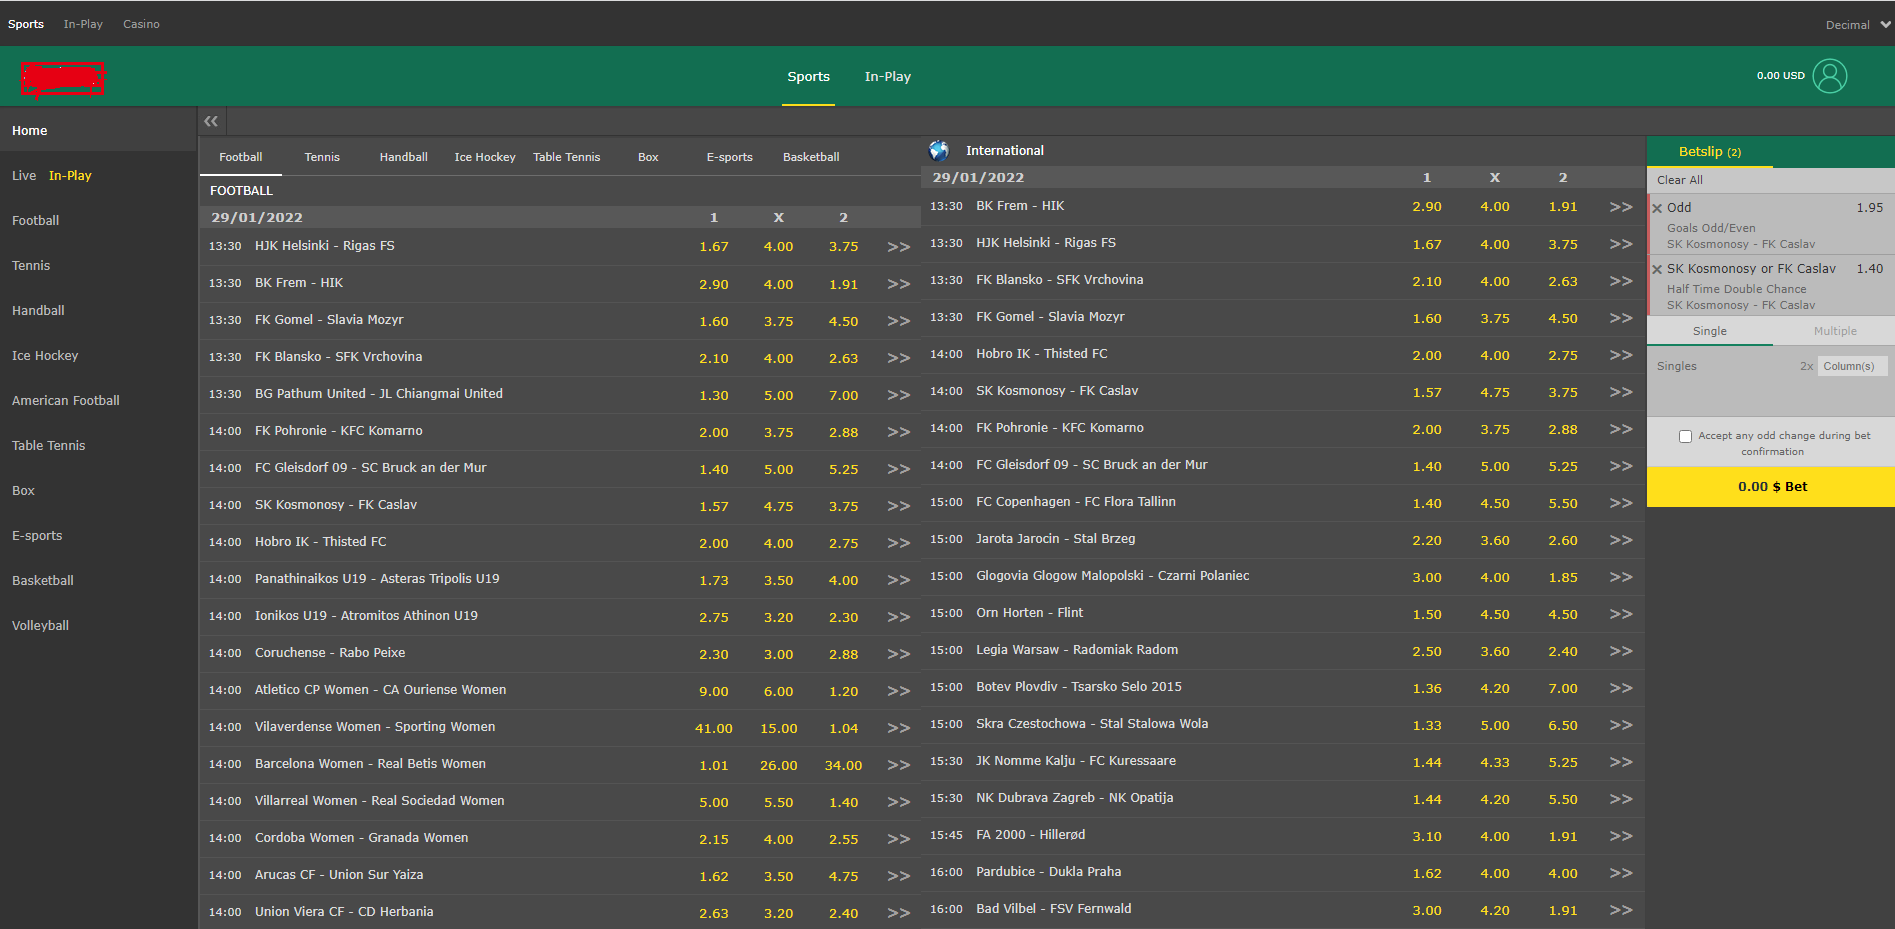 Sports In-Play Casino Decimal
Sports In-Play 0.00 USD
Home
Live In-Play
Football
Tennis
Handball
Ice Hockey
American Football
Table Tennis
Box
E-sports
Basketball
Volleyball
Football Tennis Handball Ice Hockey Table Tennis Box E-sports Basketball
FOOTBALL
29/01/2022 1 X 2
13:30 HJK Helsinki - Rigas FS 1.67 4.00 3.75 >>
13:30 BK Frem - HIK 2.90 4.00 1.91 >>
13:30 FK Gomel - Slavia Mozyr 1.60 3.75 4.50 >>
13:30 FK Blansko - SFK Vrchovina 2.10 4.00 2.63 >>
13:30 BG Pathum United - JL Chiangmai United 1.30 5.00 7.00 >>
14:00 FK Pohronie - KFC Komarno 2.00 3.75 2.88 >>
14:00 FC Gleisdorf 09 - SC Bruck an der Mur 1.40 5.00 5.25 >>
14:00 SK Kosmonosy - FK Caslav 1.57 4.75 3.75 >>
14:00 Hobro IK - Thisted FC 2.00 4.00 2.75 >>
14:00 Panathinaikos U19 - Asteras Tripolis U19 1.73 3.50 4.00 >>
14:00 Ionikos U19 - Atromitos Athinon U19 2.75 3.20 2.30 >>
14:00 Coruchense - Rabo Peixe 2.30 3.00 2.88 >>
14:00 Atletico CP Women - CA Ouriense Women 9.00 6.00 1.20 >>
14:00 Vilaverdense Women - Sporting Women 41.00 15.00 1.04 >>
14:00 Barcelona Women - Real Betis Women 1.01 26.00 34.00 >>
14:00 Villarreal Women - Real Sociedad Women 5.00 5.50 1.40 >>
14:00 Cordoba Women - Granada Women 2.15 4.00 2.55 >>
14:00 Arucas CF - Union Sur Yaiza 1.62 3.50 4.75 >>
14:00 Union Viera CF - CD Herbania 2.63 3.20 2.40 >>
International
29/01/2022 1 X 2
13:30 BK Frem - HIK 2.90 4.00 1.91 >>
13:30 HJK Helsinki - Rigas FS 1.67 4.00 3.75 >>
13:30 FK Blansko - SFK Vrchovina 2.10 4.00 2.63 >>
13:30 FK Gomel - Slavia Mozyr 1.60 3.75 4.50 >>
14:00 Hobro IK - Thisted FC 2.00 4.00 2.75 >>
14:00 SK Kosmonosy - FK Caslav 1.57 4.75 3.75 >>
14:00 FK Pohronie - KFC Komarno 2.00 3.75 2.88 >>
14:00 FC Gleisdorf 09 - SC Bruck an der Mur 1.40 5.00 5.25 >>
15:00 FC Copenhagen - FC Flora Tallinn 1.40 4.50 5.50 >>
15:00 Jarota Jarocin - Stal Brzeg 2.20 3.60 2.60 >>
15:00 Glogovia Glogow Malopolski - Czarni Polaniec 3.00 4.00 1.85 >>
15:00 Orn Horten - Flint 1.50 4.50 4.50 >>
15:00 Legia Warsaw - Radomiak Radom 2.50 3.60 2.40 >>
15:00 Botev Plovdiv - Tsarsko Selo 2015 1.36 4.20 7.00 >>
15:00 Skra Czestochowa - Stal Stalowa Wola 1.33 5.00 6.50 >>
15:30 JK Nomme Kalju - FC Kuressaare 1.44 4.33 5.25 >>
15:30 NK Dubrava Zagreb - NK Opatija 1.44 4.20 5.50 >>
15:45 FA 2000 - Hillerød 3.10 4.00 1.91 >>
16:00 Pardubice - Dukla Praha 1.62 4.00 4.00 >>
16:00 Bad Vilbel - FSV Fernwald 3.00 4.20 1.91 >>
Betslip (2)
Clear All
Odd 1.95
Goals Odd/Even
SK Kosmonosy - FK Caslav
SK Kosmonosy or FK Caslav 1.40
Half Time Double Chance
SK Kosmonosy - FK Caslav
Single Multiple
Singles 2x Column(s)
Accept any odd change during bet
confirmation
0.00 $ Bet